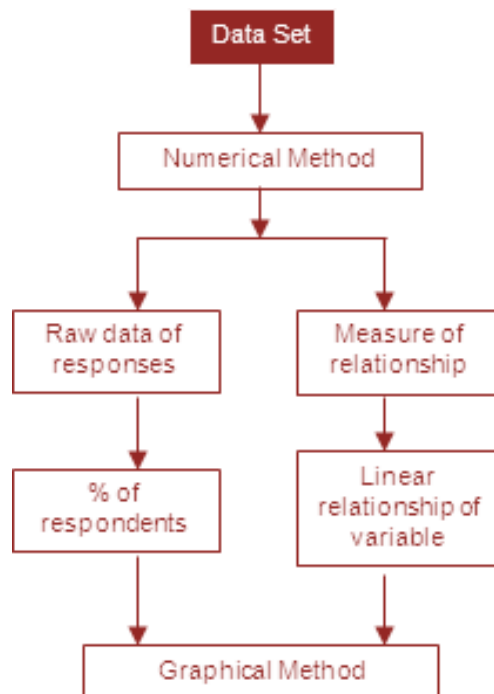 Data Set
Numerical Method
Raw data of
responses
Measure of
relationship
% of
respondents
Linear
relationship of
variable
Graphical Method